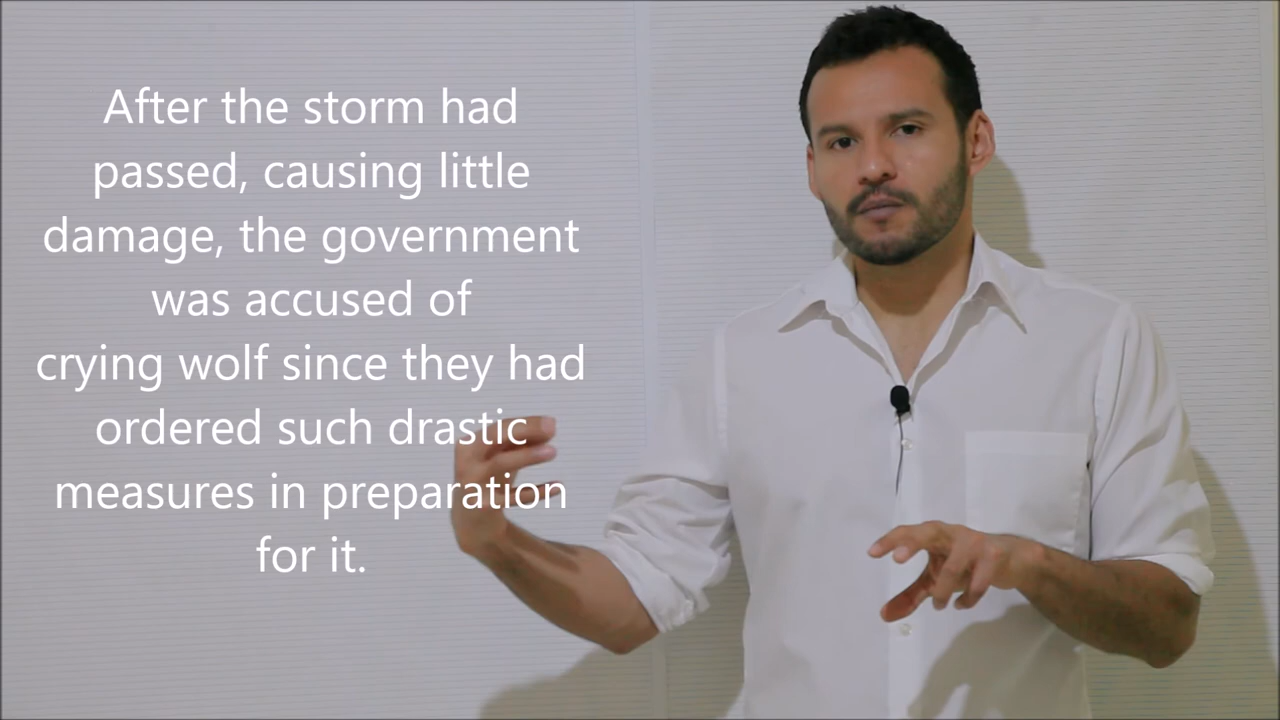 After the storm had
passed, causing little
damage, the government
was accused of
crying wolf since they had
ordered such drastic
measures in preparation
for it.